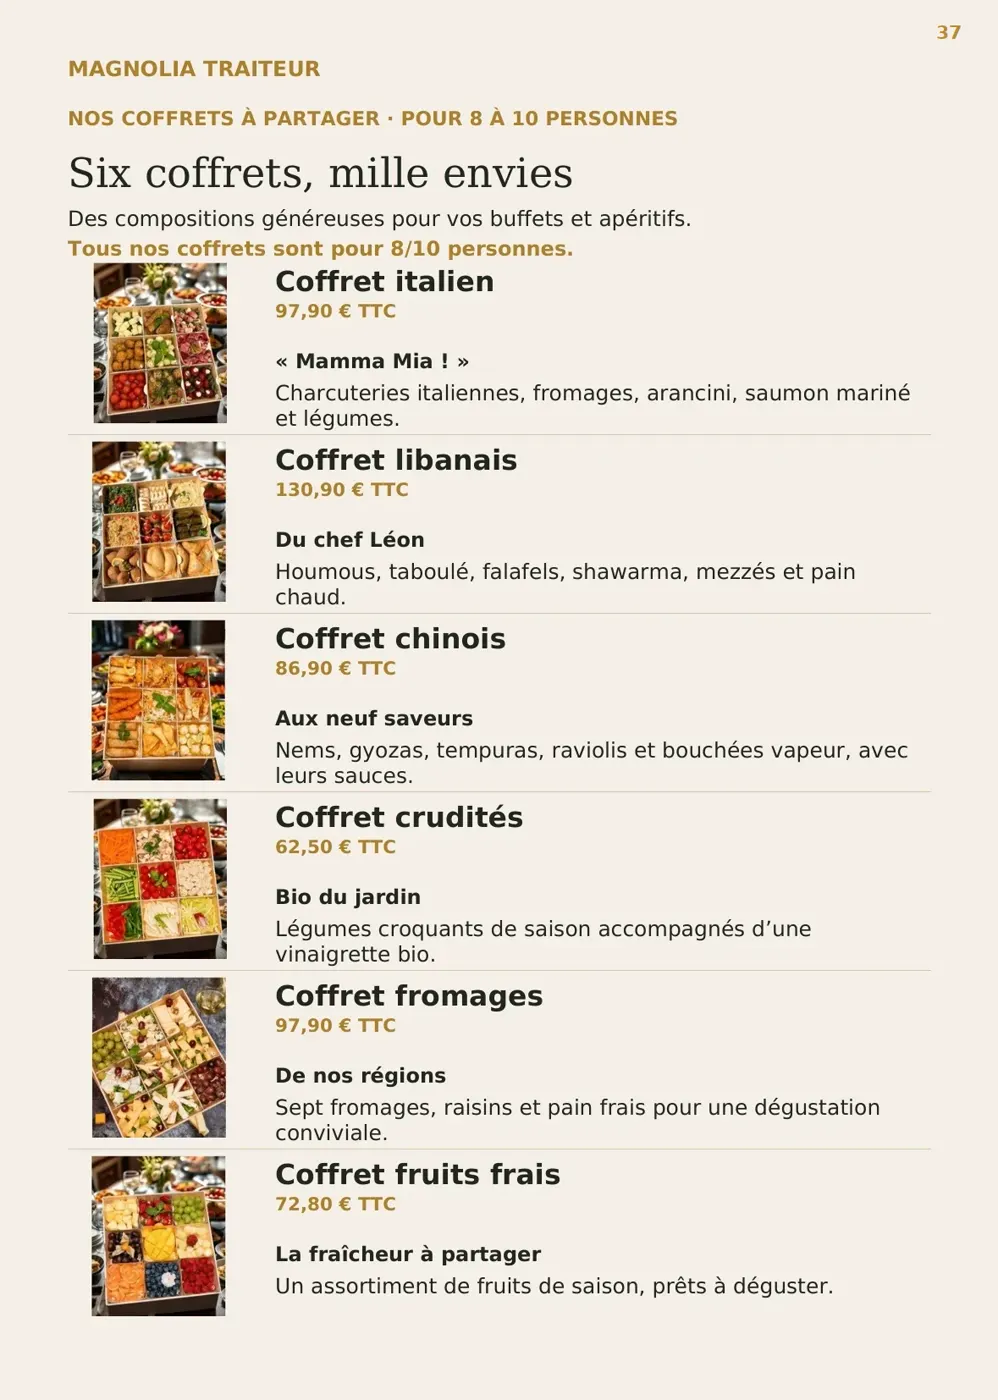 37
MAGNOLIA TRAITEUR
NOS COFFRETS À PARTAGER · POUR 8 À 10 PERSONNES
Six coffrets, mille envies
Des compositions généreuses pour vos buffets et apéritifs.
Tous nos coffrets sont pour 8/10 personnes.
Coffret italien
97,90 € TTC
« Mamma Mia ! »
Charcuteries italiennes, fromages, arancini, saumon mariné
et légumes.
Coffret libanais
130,90 € TTC
Du chef Léon
Houmous, taboulé, falafels, shawarma, mezzés et pain
chaud.
Coffret chinois
86,90 € TTC
Aux neuf saveurs
Nems, gyozas, tempuras, raviolis et bouchées vapeur, avec
leurs sauces.
Coffret crudités
62,50 € TTC
Bio du jardin
Légumes croquants de saison accompagnés d’une
vinaigrette bio.
Coffret fromages
97,90 € TTC
De nos régions
Sept fromages, raisins et pain frais pour une dégustation
conviviale.
Coffret fruits frais
72,80 € TTC
La fraîcheur à partager
Un assortiment de fruits de saison, prêts à déguster.